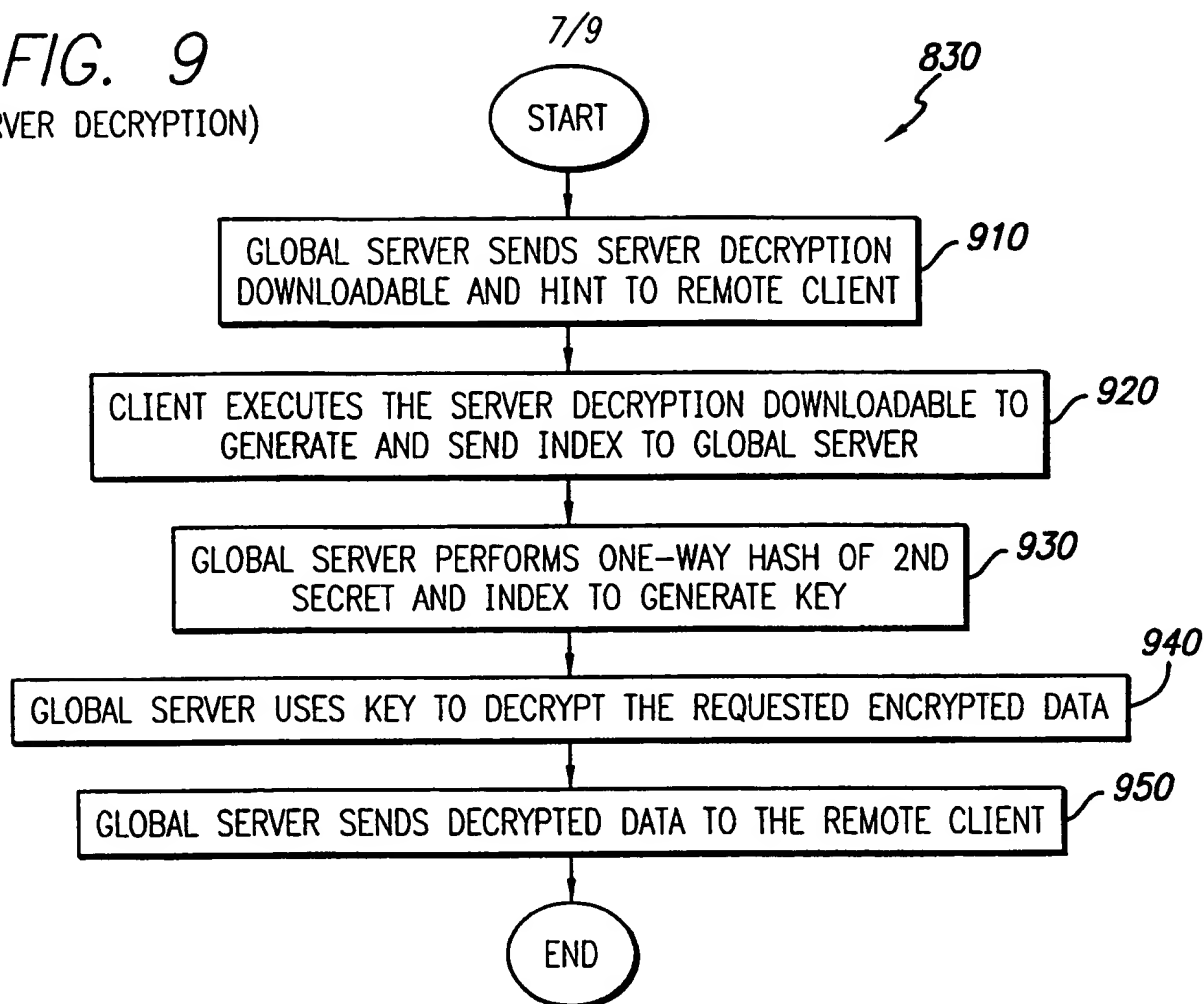 FIG. 9
RVER DECRYPTION)
7/9
830
START
GLOBAL SERVER SENDS SERVER DECRYPTION
DOWNLOADABLE AND HINT TO REMOTE CLIENT
910
CLIENT EXECUTES THE SERVER DECRYPTION DOWNLOADABLE TO
GENERATE AND SEND INDEX TO GLOBAL SERVER
920
GLOBAL SERVER PERFORMS ONE-WAY HASH OF 2ND
SECRET AND INDEX TO GENERATE KEY
930
GLOBAL SERVER USES KEY TO DECRYPT THE REQUESTED ENCRYPTED DATA
940
GLOBAL SERVER SENDS DECRYPTED DATA TO THE REMOTE CLIENT
950
END